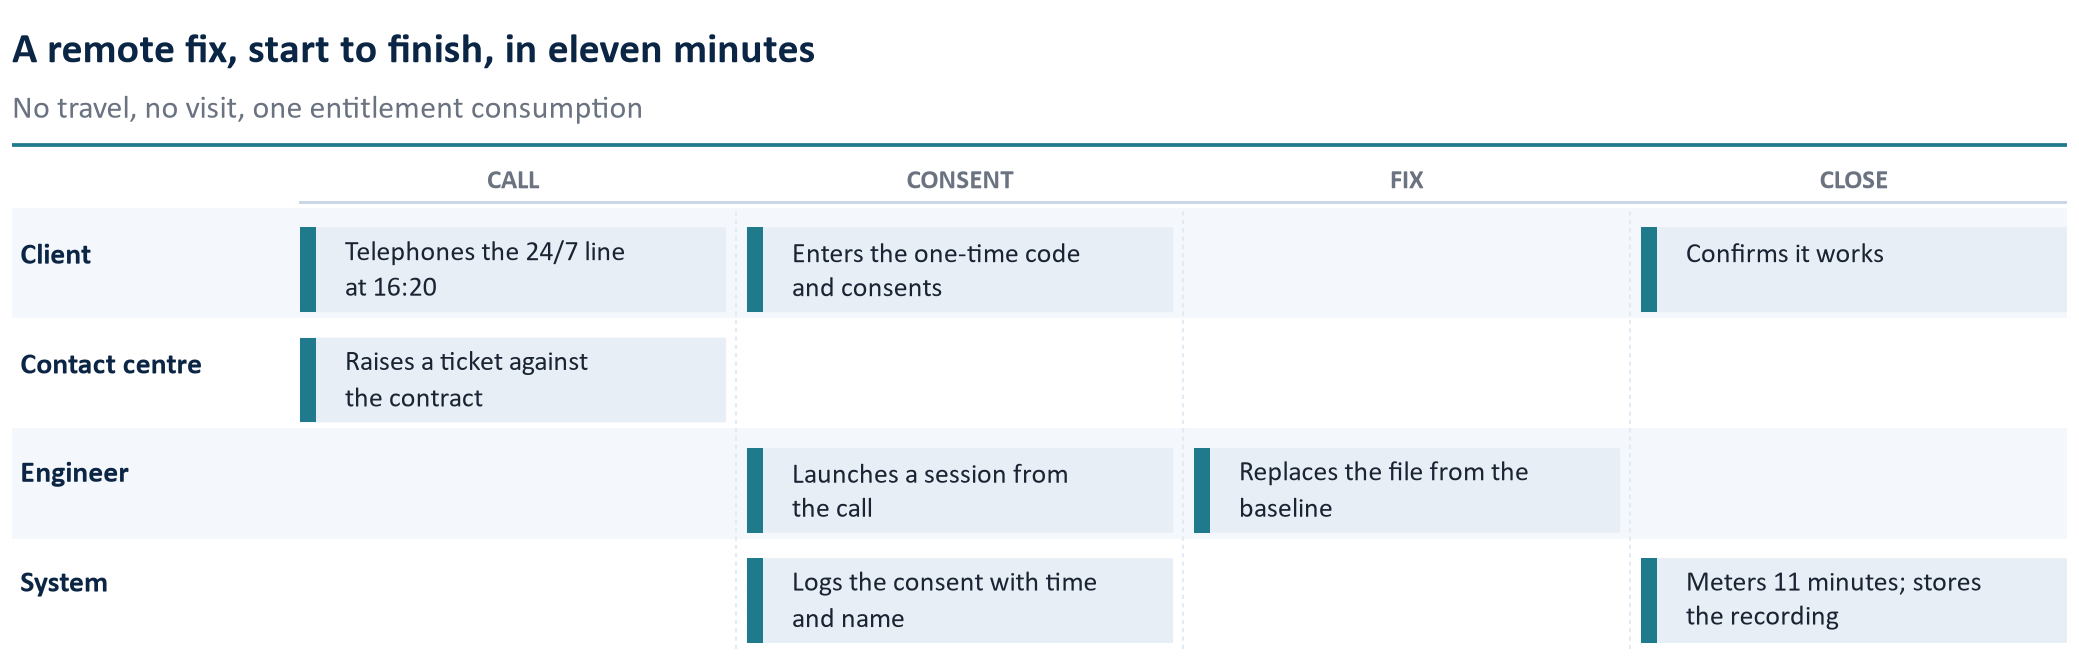 A remote fix, start to finish, in eleven minutes
No travel, no visit, one entitlement consumption
CALL
CONSENT
FIX
CLOSE
Client
Telephones the 24/7 line
at 16:20
Enters the one-time code
and consents
Confirms it works
Contact centre
Raises a ticket against
the contract
Engineer
Launches a session from
the call
Replaces the file from the
baseline
System
Logs the consent with time
and name
Meters 11 minutes; stores
the recording